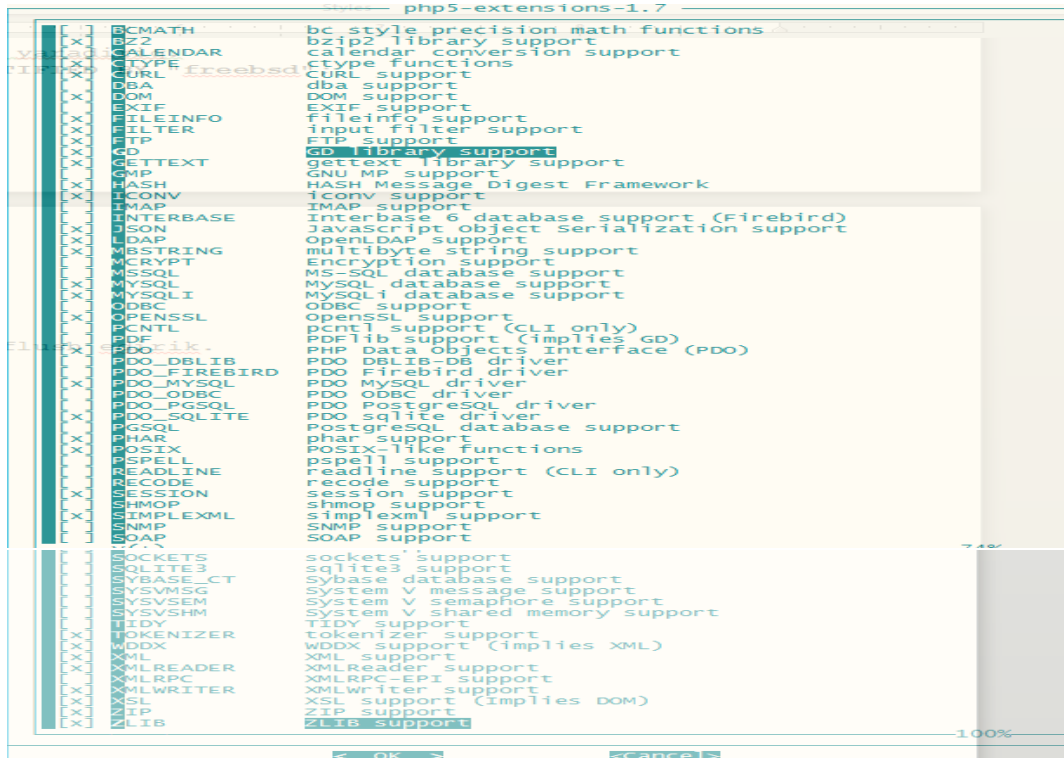 Styles
php5-extensions-1.7
[ ] BCMATH bc style precision math functions
[x] BZ2 bzip2 library support
[ ] CALENDAR calendar conversion support
[x] CTYPE ctype functions
[x] CURL CURL support
"freebsd"
[ ] DBA dba support
[x] DOM DOM support
[ ] EXIF EXIF support
[x] FILEINFO fileinfo support
[x] FILTER input filter support
[x] FTP FTP support
[x] GD GD library support
[x] GETTEXT gettext library support
[ ] GMP GNU MP support
[x] HASH HASH Message Digest Framework
[x] ICONV iconv support
[ ] IMAP IMAP support
[ ] INTERBASE Interbase 6 database support (Firebird)
[x] JSON JavaScript Object Serialization support
[x] LDAP OpenLDAP support
[x] MBSTRING multibyte string support
[ ] MCRYPT Encryption support
[ ] MSSQL MS-SQL database support
[x] MYSQL MySQL database support
[x] MYSQLI MySQLi database support
[ ] ODBC ODBC support
[x] OPENSSL OpenSSL support
[ ] PCNTL pcntl support (CLI only)
[ ] PDF PDFlib support (implies GD)
[x] PDO PHP Data Objects Interface (PDO)
[ ] PDO_DBLIB PDO DBLIB-DB driver
[ ] PDO_FIREBIRD PDO Firebird driver
[x] PDO_MYSQL PDO MySQL driver
[ ] PDO_ODBC PDO ODBC driver
[ ] PDO_PGSQL PDO PostgreSQL driver
[x] PDO_SQLITE PDO sqlite driver
[ ] PGSQL PostgreSQL database support
[x] PHAR phar support
[x] POSIX POSIX-like functions
[ ] PSPELL pspell support
[ ] READLINE readline support (CLI only)
[ ] RECODE recode support
[x] SESSION session support
[ ] SHMOP shmop support
[x] SIMPLEXML simplexml support
[ ] SNMP SNMP support
[ ] SOAP SOAP support
[ ] SOCKETS sockets support
[ ] SQLITE3 sqlite3 support
[ ] SYBASE_CT Sybase database support
[ ] SYSVMSG System V message support
[ ] SYSVSEM System V semaphore support
[ ] SYSVSHM System V shared memory support
[ ] TIDY TIDY support
[x] TOKENIZER tokenizer support
[x] WDDX WDDX support (implies XML)
[x] XML XML support
[x] XMLREADER XMLReader support
[ ] XMLRPC XMLRPC-EPI support
[x] XMLWRITER XMLWriter support
[x] XSL XSL support (Implies DOM)
[x] ZIP ZIP support
[x] ZLIB ZLIB support
100%
< OK > <Cancel>